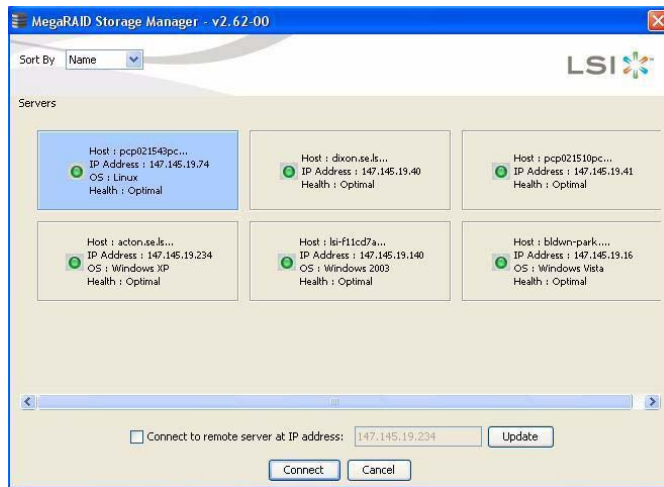 MegaRAID Storage Manager - v2.62-00
Sort By Name
LSI
Servers
Host : pcp021543pc...
IP Address : 147.145.19.74
OS : Linux
Health : Optimal
Host : dixon.se.ls...
IP Address : 147.145.19.40
Health : Optimal
Host : pcp021510pc...
IP Address : 147.145.19.41
Health : Optimal
Host : acton.se.ls...
IP Address : 147.145.19.234
OS : Windows XP
Health : Optimal
Host : lsi-f11cd7a...
IP Address : 147.145.19.140
OS : Windows 2003
Health : Optimal
Host : bldwn-park....
IP Address : 147.145.19.16
OS : Windows Vista
Health : Optimal
Connect to remote server at IP address: 147.145.19.234 Update
Connect Cancel